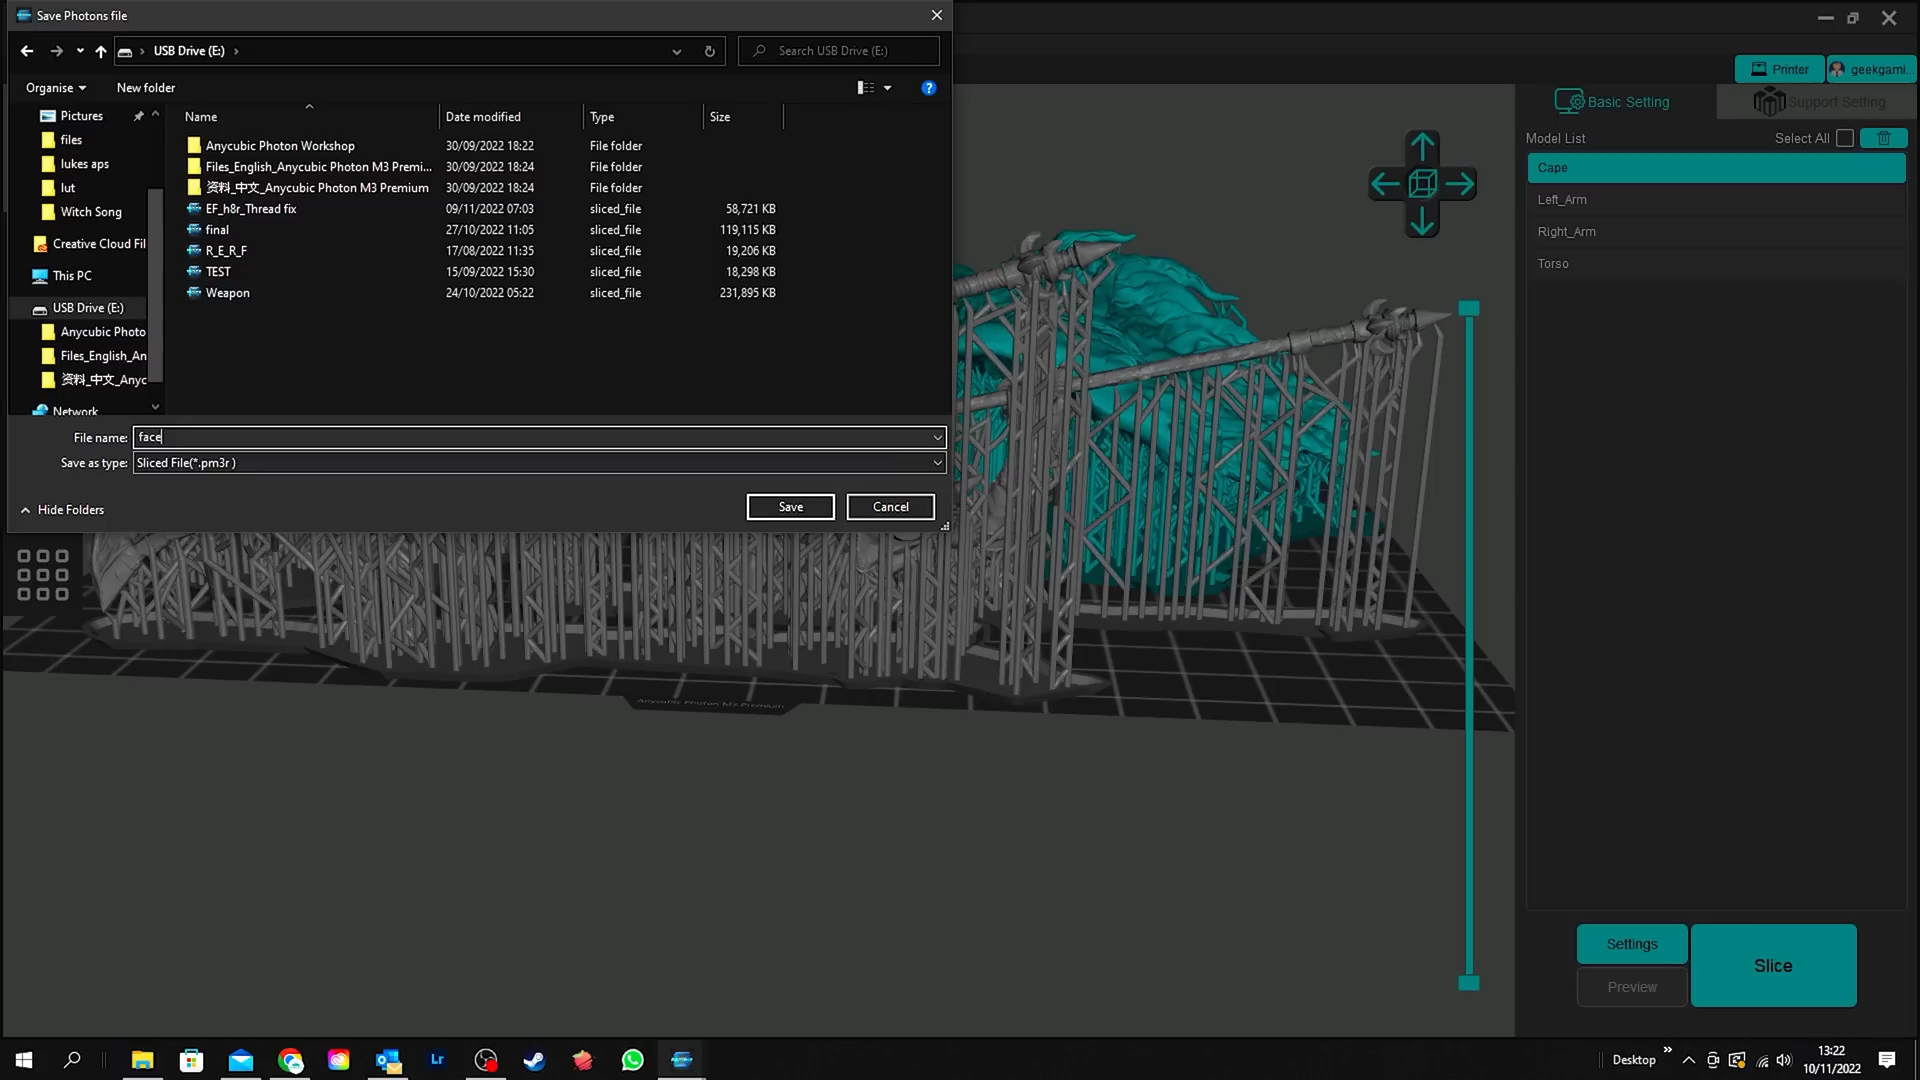 Save Photons file
USB Drive (E:)
Search USB Drive (E:)
Organise
New folder
Printer
geekgami...
Basic Setting
Support Setting
Model List
Select All
Cape
Left_Arm
Right_Arm
Torso
Pictures
files
lukes aps
lut
Witch Song
Creative Cloud Fil
This PC
USB Drive (E:)
Anycubic Photo
Files_English_An
资料_中文_Anyc
Network
Name Date modified Type Size
Anycubic Photon Workshop 30/09/2022 18:22 File folder
Files_English_Anycubic Photon M3 Premi... 30/09/2022 18:24 File folder
资料_中文_Anycubic Photon M3 Premium 30/09/2022 18:24 File folder
EF_h8r_Thread fix 09/11/2022 07:03 sliced_file 58,721 KB
final 27/10/2022 11:05 sliced_file 119,115 KB
R_E_R_F 17/08/2022 11:35 sliced_file 19,206 KB
TEST 15/09/2022 15:30 sliced_file 18,298 KB
Weapon 24/10/2022 05:22 sliced_file 231,895 KB
File name: face
Save as type: Sliced File(*.pm3r )
Hide Folders
Save
Cancel
Anycubic Photon M3 Premium
Settings
Preview
Slice
Lr
Desktop
13:22
10/11/2022